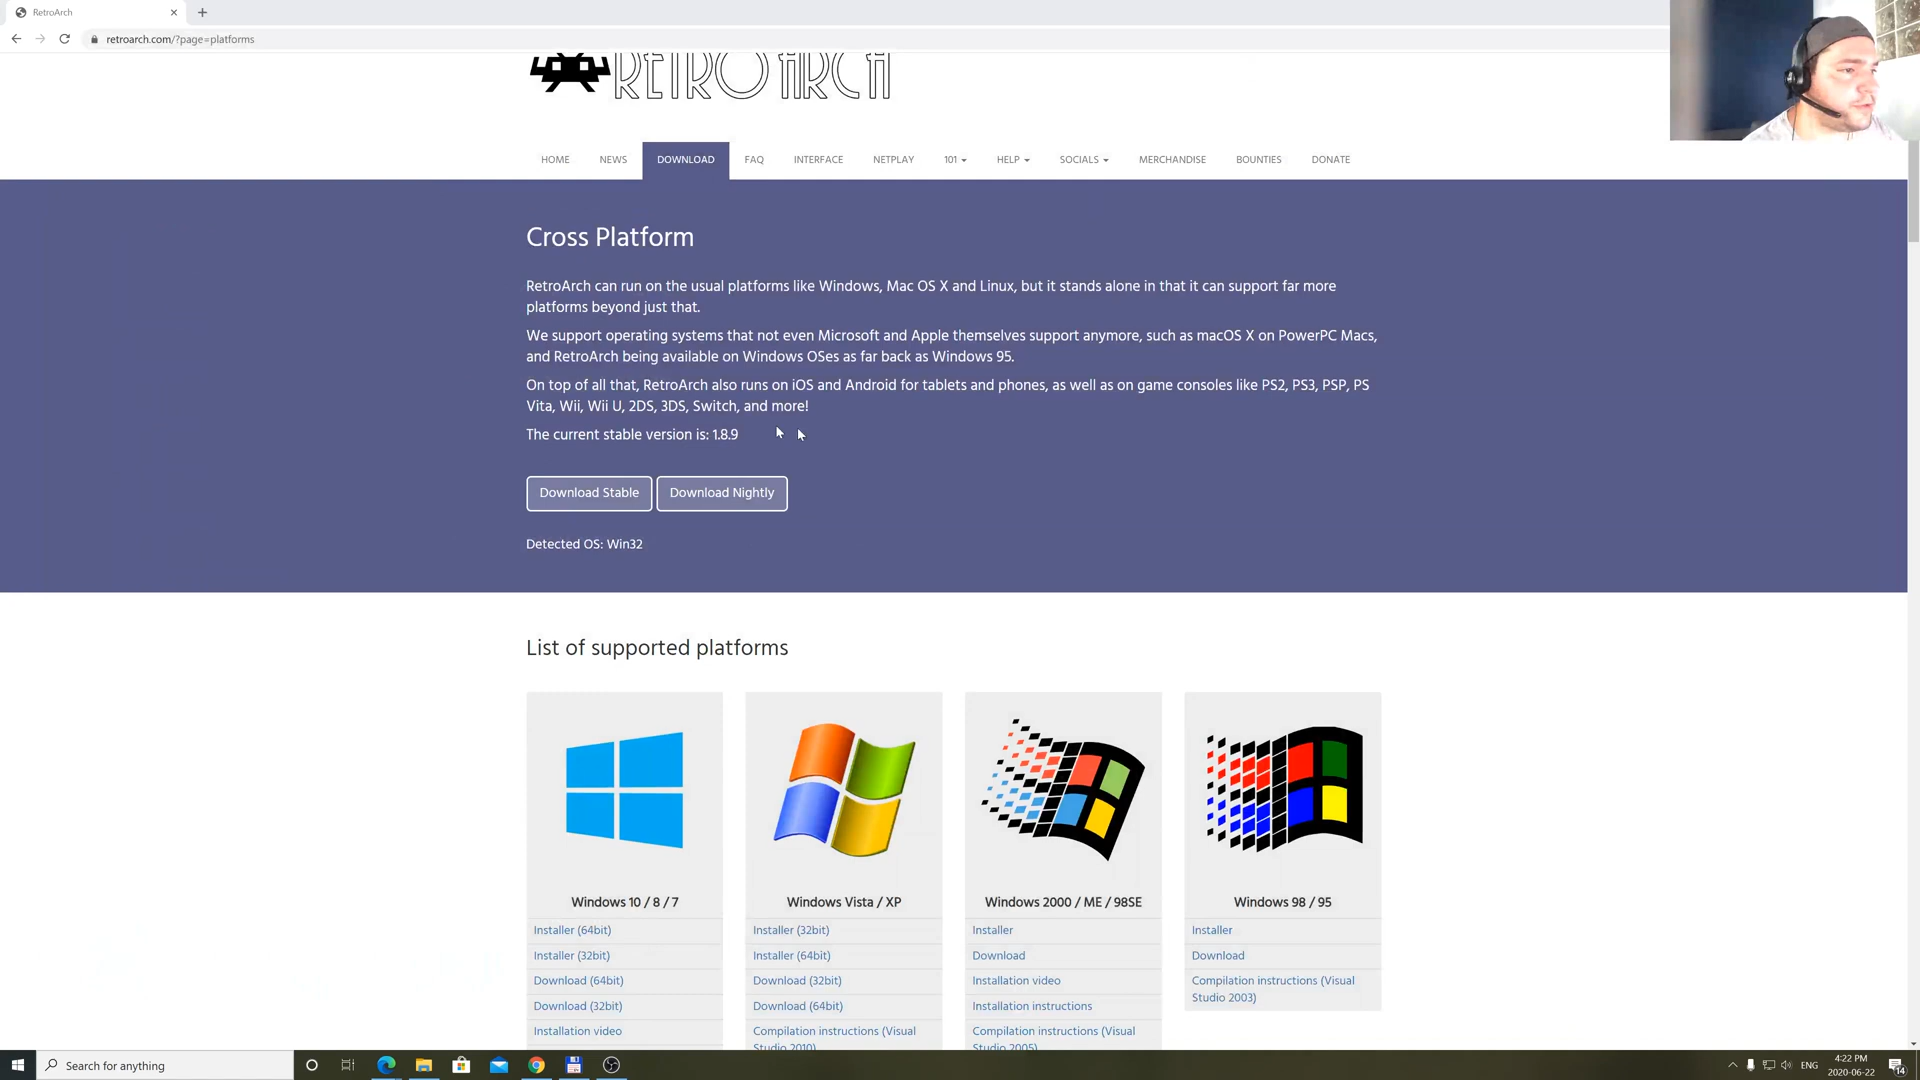 RetroArch
retroarch.com/?page=platforms
RETROARCH
HOME NEWS DOWNLOAD FAQ INTERFACE NETPLAY 101 HELP SOCIALS MERCHANDISE BOUNTIES DONATE
Cross Platform
RetroArch can run on the usual platforms like Windows, Mac OS X and Linux, but it stands alone in that it can support far more
platforms beyond just that.
We support operating systems that not even Microsoft and Apple themselves support anymore, such as macOS X on PowerPC Macs,
and RetroArch being available on Windows OSes as far back as Windows 95.
On top of all that, RetroArch also runs on iOS and Android for tablets and phones, as well as on game consoles like PS2, PS3, PSP, PS
Vita, Wii, Wii U, 2DS, 3DS, Switch, and more!
The current stable version is: 1.8.9
Download Stable Download Nightly
Detected OS: Win32
List of supported platforms
Windows 10 / 8 / 7
Installer (64bit)
Installer (32bit)
Download (64bit)
Download (32bit)
Installation video
Windows Vista / XP
Installer (32bit)
Installer (64bit)
Download (32bit)
Download (64bit)
Compilation instructions (Visual
Studio 2010)
Windows 2000 / ME / 98SE
Installer
Download
Installation video
Installation instructions
Compilation instructions (Visual
Studio 2005)
Windows 98 / 95
Installer
Download
Compilation instructions (Visual
Studio 2003)
Search for anything
ENG
4:22 PM
2020-06-22
14